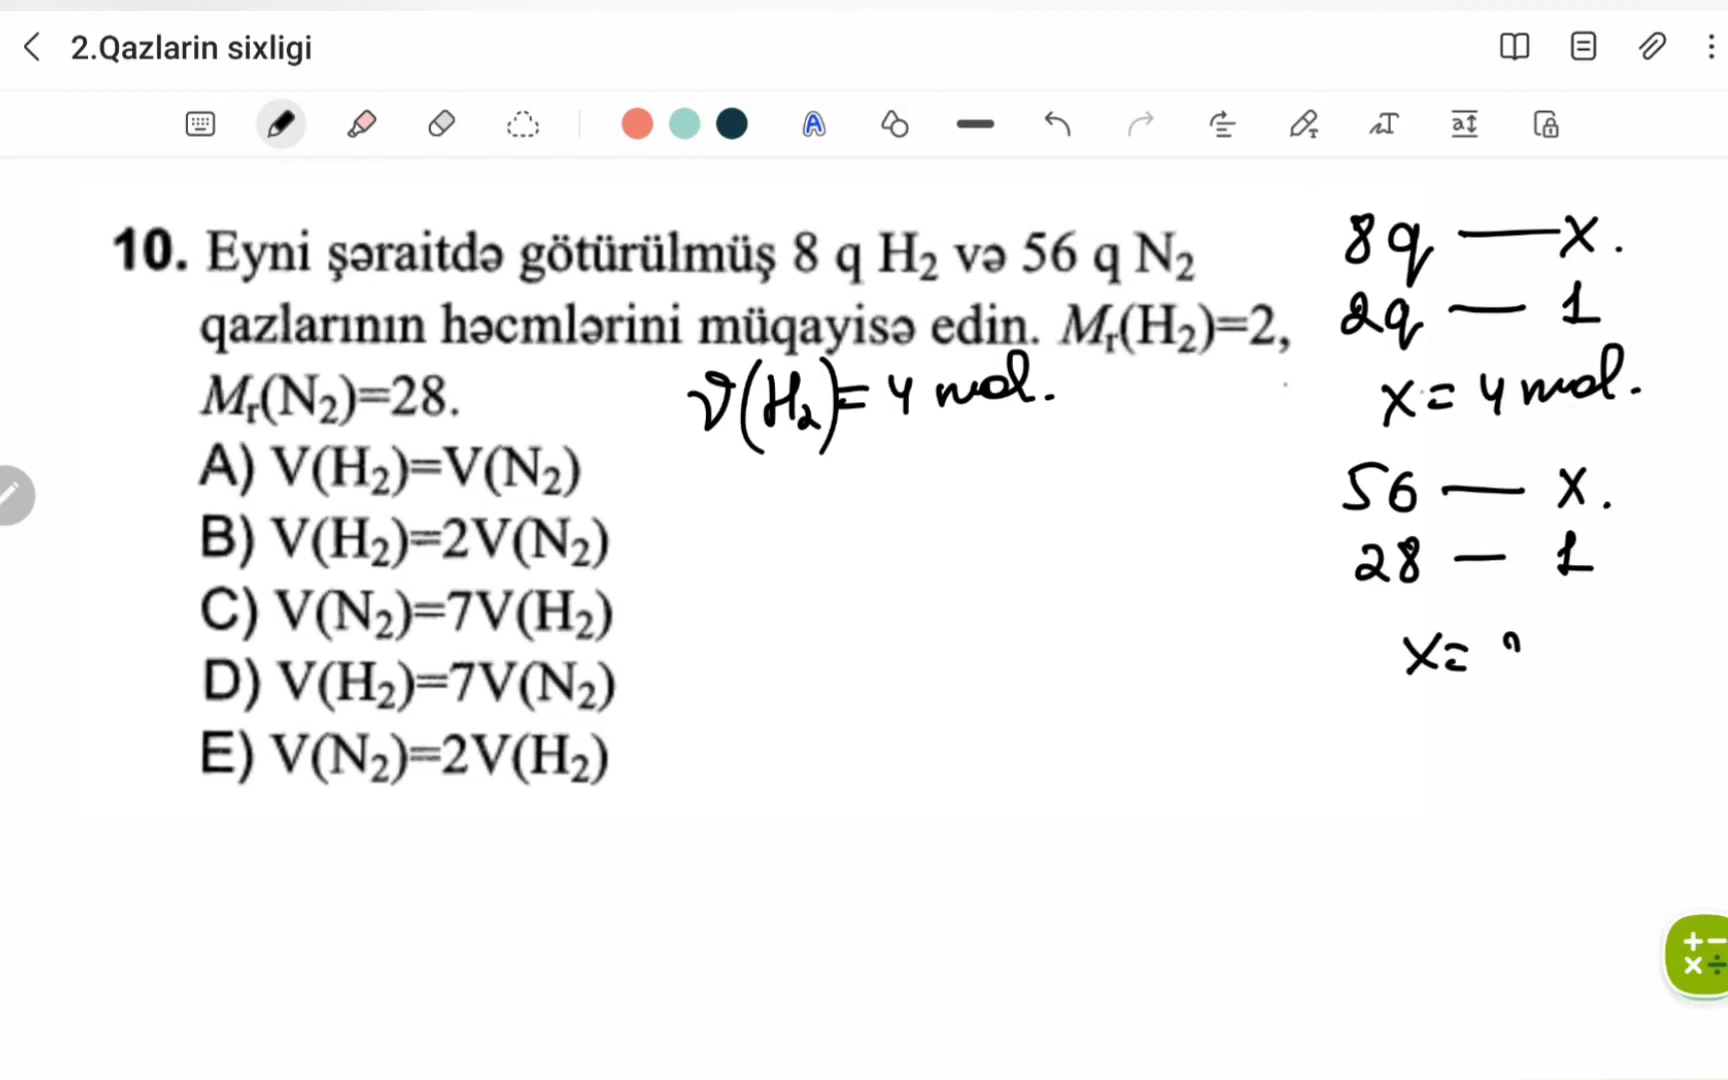 2.Qazlarin sixligi
10. Eyni şəraitdə götürülmüş 8 q H₂ və 56 q N₂
qazlarının həcmlərini müqayisə edin. Mᵣ(H₂)=2,
Mᵣ(N₂)=28.
ν(H₂)=4 mol.
A) V(H₂)=V(N₂)
B) V(H₂)=2V(N₂)
C) V(N₂)=7V(H₂)
D) V(H₂)=7V(N₂)
E) V(N₂)=2V(H₂)
8q — x.
2q — 1
x= 4 mol.
56 — x.
28 — 1
x=